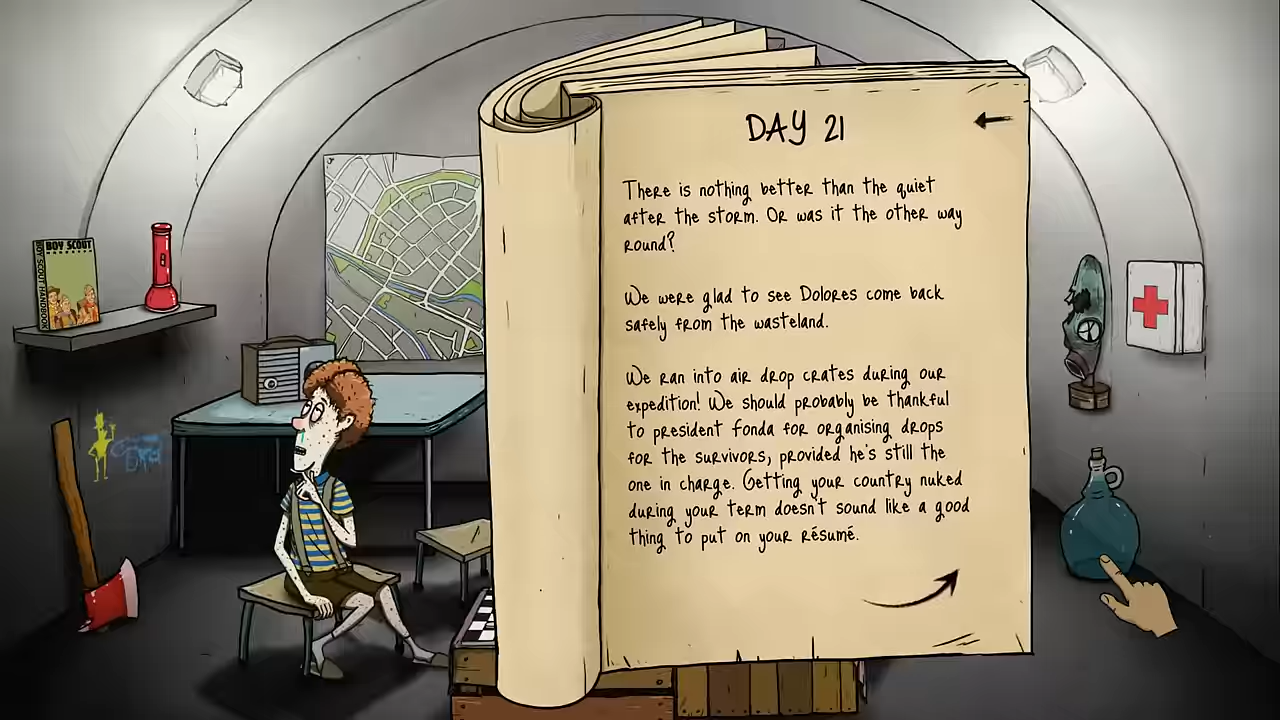 DAY 21
There is nothing better than the quiet
after the storm. Or was it the other way
round?
We were glad to see Dolores come back
safely from the wasteland.
We ran into air drop crates during our
expedition! We should probably be thankful
to president Fonda for organising drops
for the survivors, provided he's still the
one in charge. Getting your country nuked
during your term doesn't sound like a good
thing to put on your résumé.
BOY SCOUT
BOY SCOUT HANDBOOK